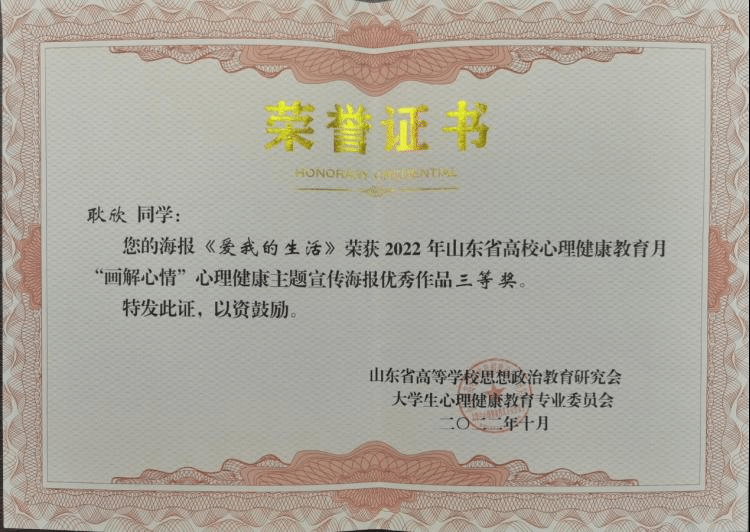 荣誉证书
HONORARY CREDENTIAL
耿欣 同学：
您的海报《爱我的生活》荣获 2022 年山东省高校心理健康教育月
“画解心情”心理健康主题宣传海报优秀作品三等奖。
特发此证，以资鼓励。
山东省高等学校思想政治教育研究会
大学生心理健康教育专业委员会
二〇二二年十月